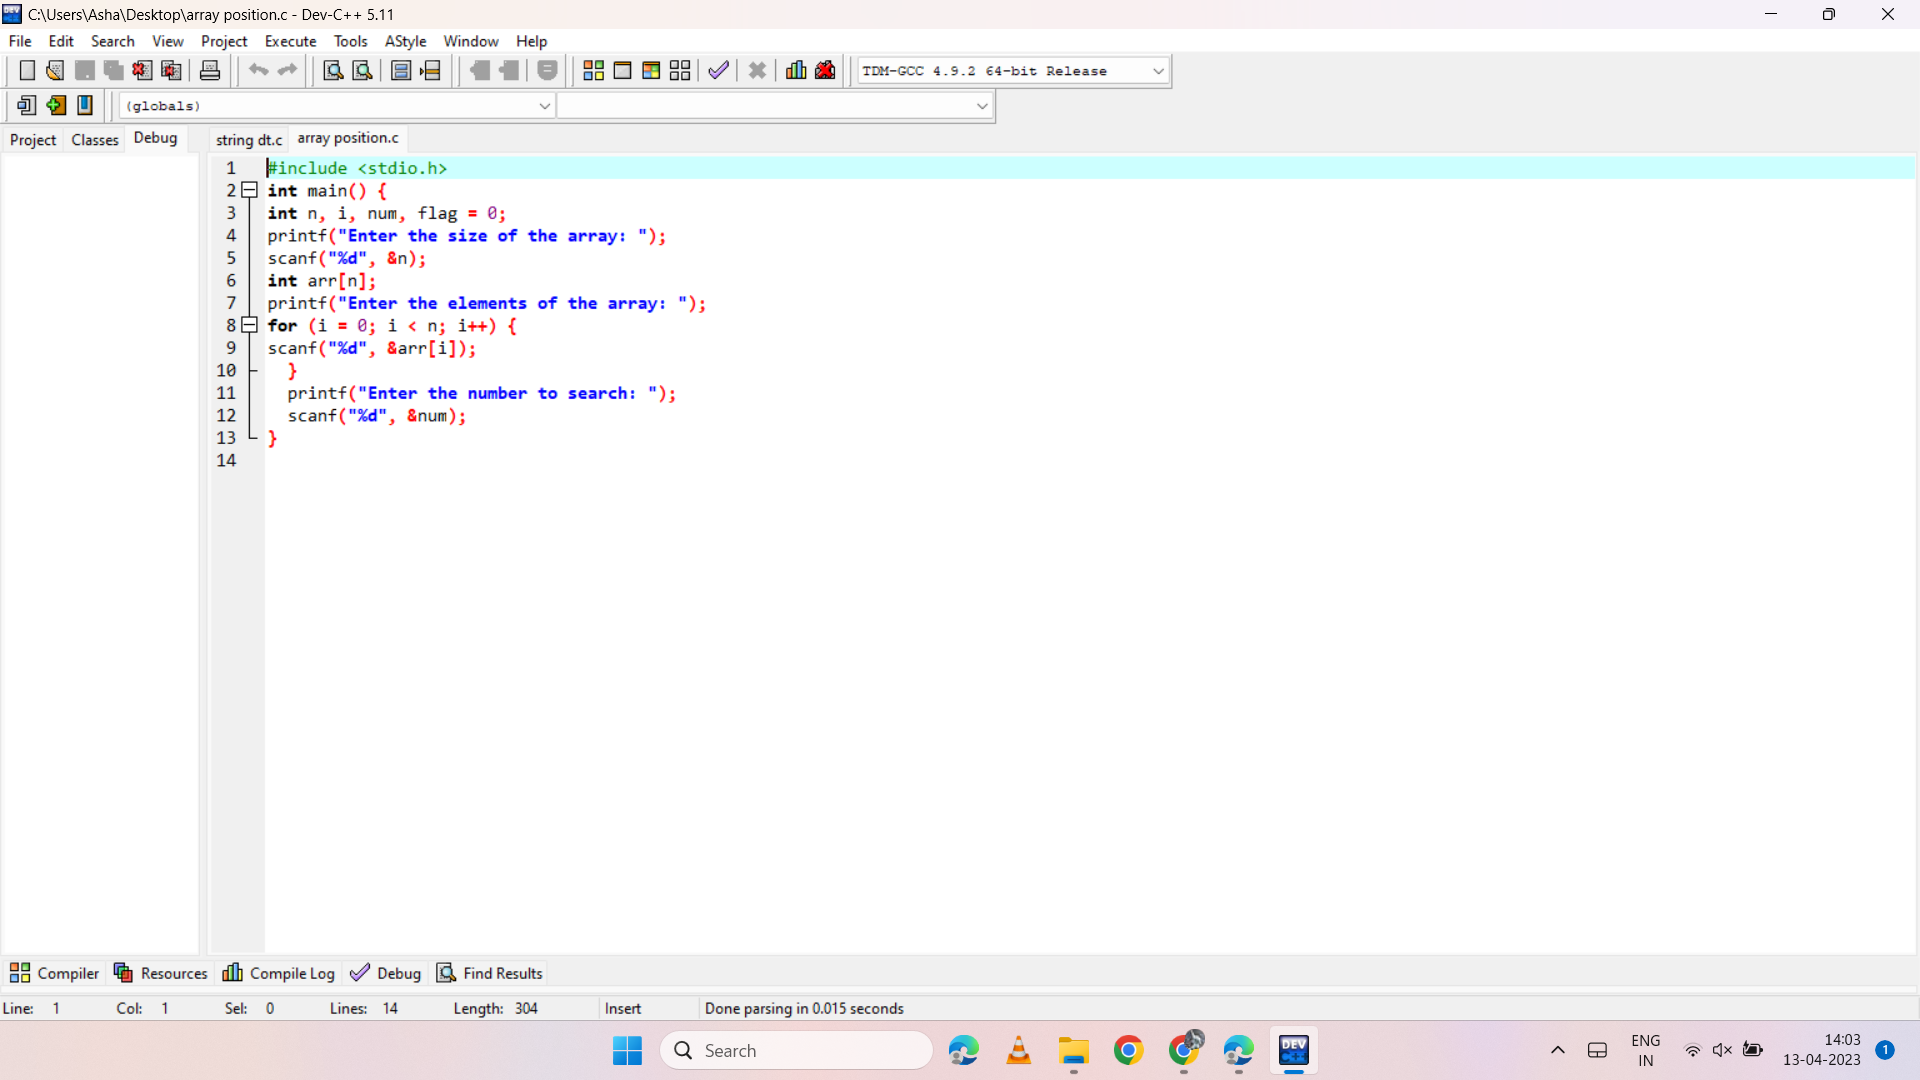 C:\Users\Asha\Desktop\array position.c - Dev-C++ 5.11
File Edit Search View Project Execute Tools AStyle Window Help
TDM-GCC 4.9.2 64-bit Release
(globals)
Project Classes Debug string dt.c array position.c
1 #include <stdio.h>
2 int main() {
3 int n, i, num, flag = 0;
4 printf("Enter the size of the array: ");
5 scanf("%d", &n);
6 int arr[n];
7 printf("Enter the elements of the array: ");
8 for (i = 0; i < n; i++) {
9 scanf("%d", &arr[i]);
10 }
11 printf("Enter the number to search: ");
12 scanf("%d", &num);
13 }
14
Compiler Resources Compile Log Debug Find Results
Line: 1 Col: 1 Sel: 0 Lines: 14 Length: 304 Insert Done parsing in 0.015 seconds
Search DEV C++ ENG IN 14:03 13-04-2023 1